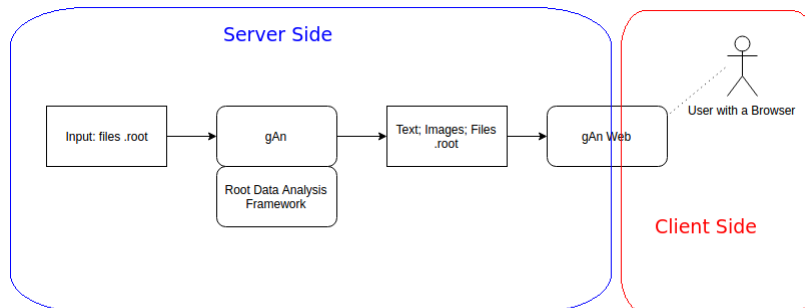 Server Side
User with a Browser
Input: files .root
gAn
Text; Images; Files
.root
gAn Web
Root Data Analysis
Framework
Client Side